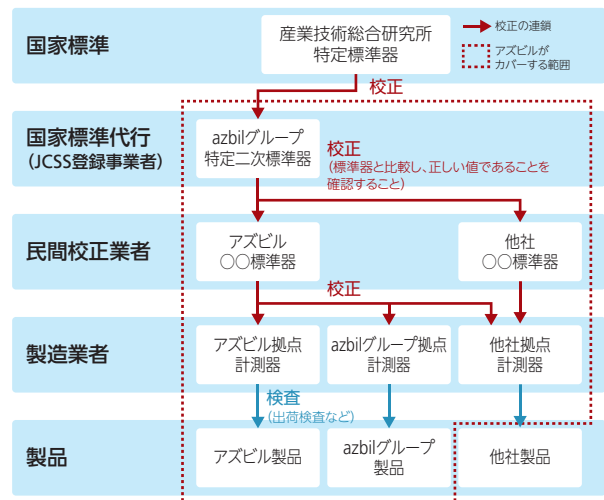 国家標準
産業技術総合研究所
特定標準器
校正の連鎖
アズビルが
カバーする範囲
校正
国家標準代行
(JCSS登録事業者)
azbilグループ
特定二次標準器
校正
(標準器と比較し、正しい値であることを
確認すること)
民間校正業者
アズビル
〇〇標準器
他社
〇〇標準器
校正
製造業者
アズビル拠点
計測器
azbilグループ拠点
計測器
他社拠点
計測器
検査
(出荷検査など)
製品
アズビル製品
azbilグループ
製品
他社製品